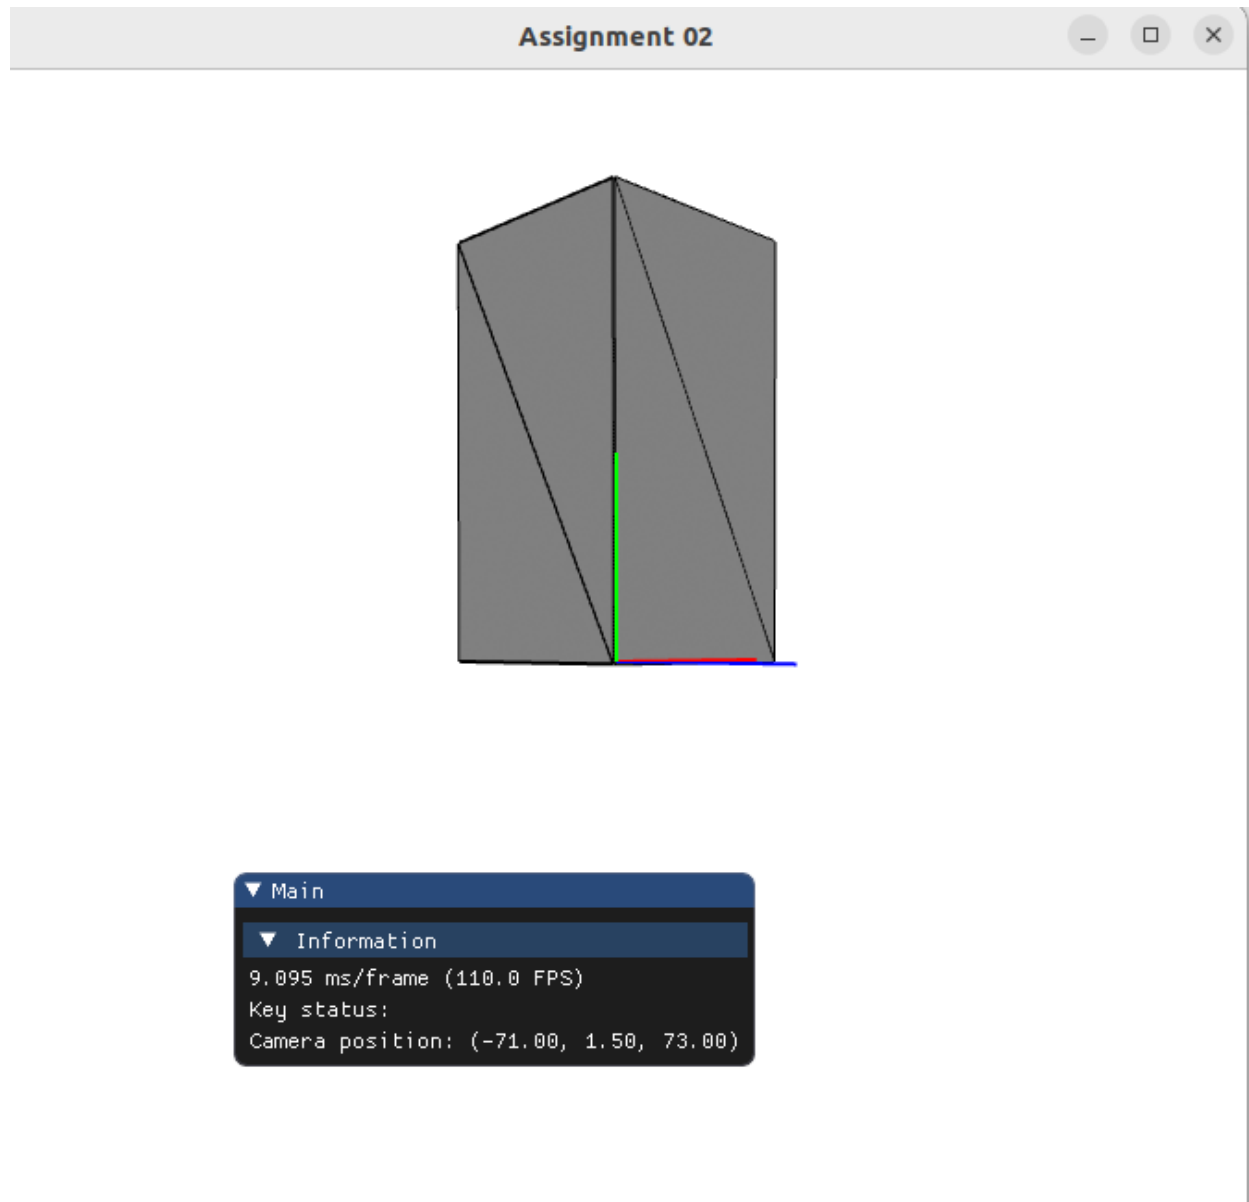 Assignment 02
Main
Information
9.095 ms/frame (110.0 FPS)
Key status:
Camera position: (-71.00, 1.50, 73.00)